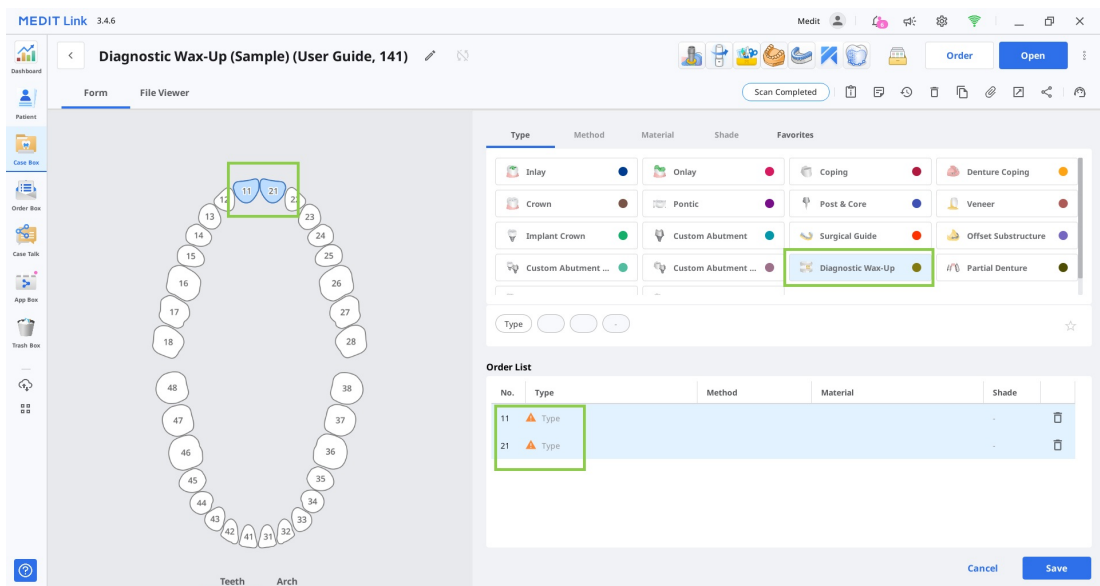 MEDIT Link 3.4.6
Medit
6
Dashboard
Diagnostic Wax-Up (Sample) (User Guide, 141)
Order
Open
Form
File Viewer
Scan Completed
Patient
Case Box
Order Box
Case Talk
App Box
Trash Box
Type
Method
Material
Shade
Favorites
Inlay
Onlay
Coping
Denture Coping
Crown
Pontic
Post & Core
Veneer
Implant Crown
Custom Abutment
Surgical Guide
Offset Substructure
Custom Abutment ...
Custom Abutment ...
Diagnostic Wax-Up
Partial Denture
Type
-
11
21
12
22
13
23
14
24
15
25
16
26
17
27
18
28
48
38
47
37
46
36
45
35
44
34
43
33
42
41
31
32
Teeth
Arch
Order List
No.
Type
Method
Material
Shade
11
Type
-
21
Type
-
Cancel
Save